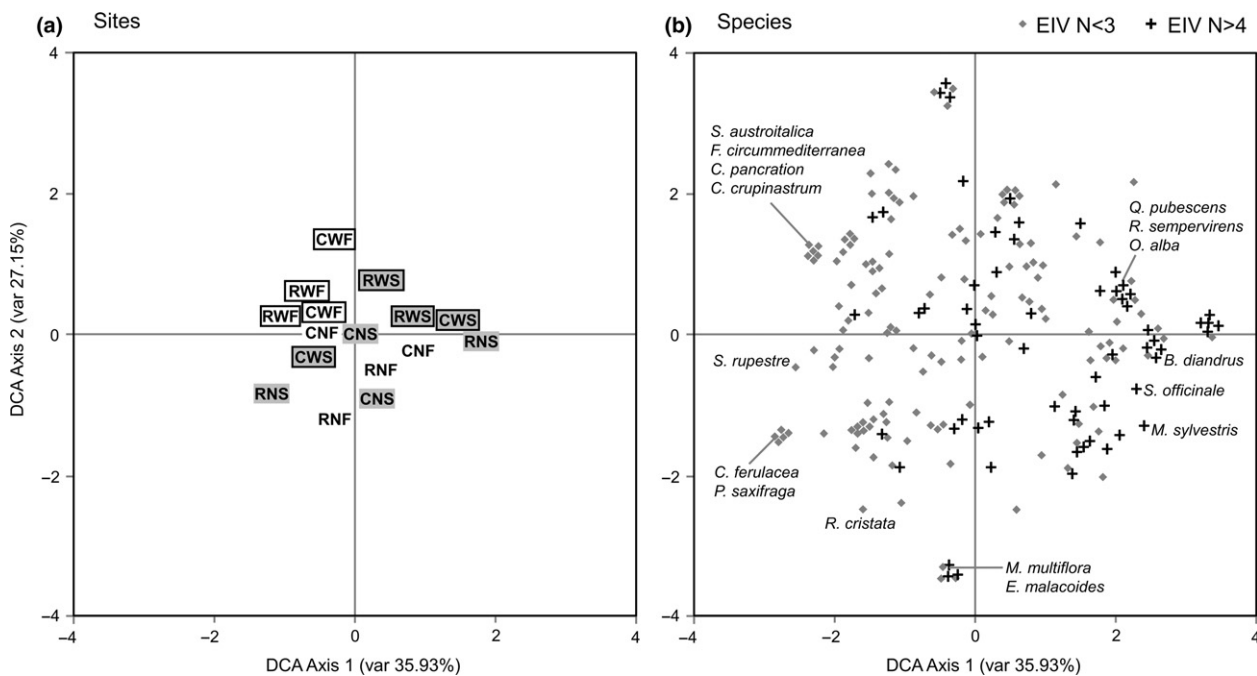 (a) Sites
4
2
0
−2
−4
DCA Axis 2 (var 27.15%)
CWF
RWS
RWF
RWF
CWF
RWS
CWS
CNF
CNS
RNS
CWS
CNF
RNF
RNS
CNS
RNF
−4
−2
0
2
4
DCA Axis 1 (var 35.93%)
(b) Species
EIV N<3
EIV N>4
4
2
0
−2
−4
S. austroitalica
F. circummediterranea
C. pancration
C. crupinastrum
Q. pubescens
R. sempervirens
O. alba
S. rupestre
B. diandrus
S. officinale
M. sylvestris
C. ferulacea
P. saxifraga
R. cristata
M. multiflora
E. malacoides
−4
−2
0
2
4
DCA Axis 1 (var 35.93%)